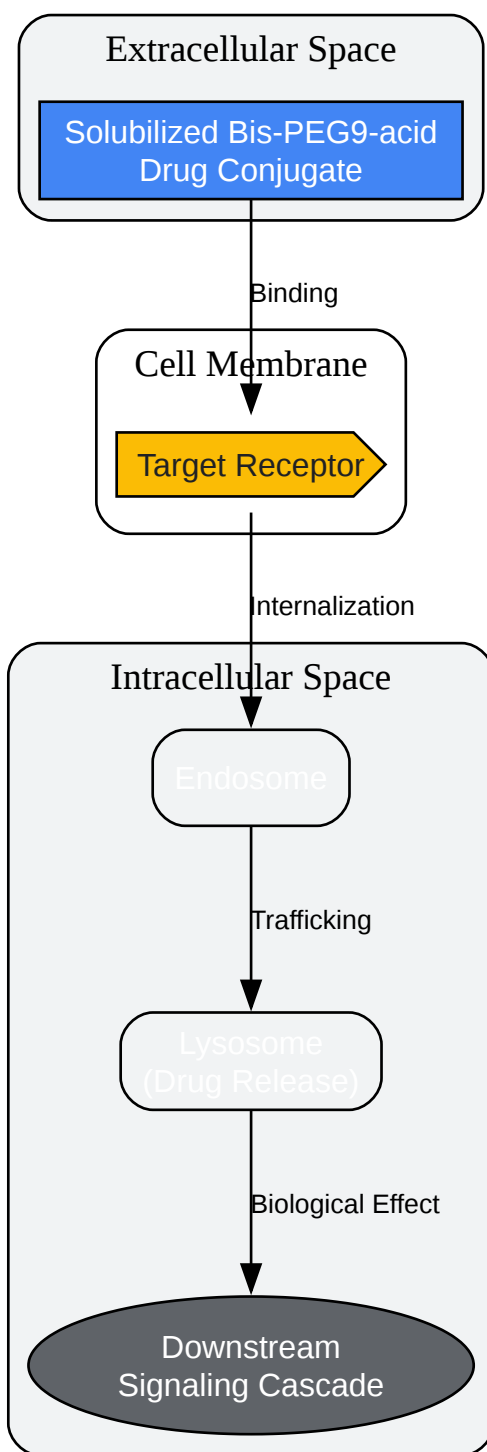 Extracellular Space
Solubilized Bis-PEG9-acid
Drug Conjugate
Binding
Cell Membrane
Target Receptor
Internalization
Intracellular Space
Endosome
Trafficking
Lysosome
(Drug Release)
Biological Effect
Downstream
Signaling Cascade